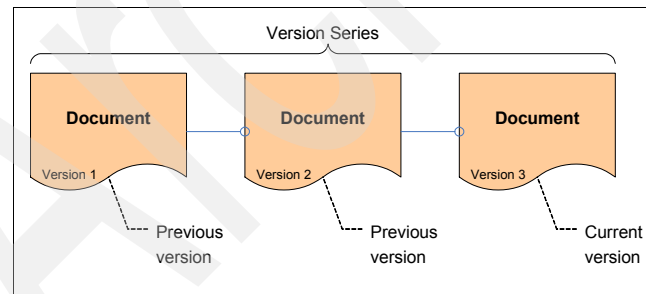 Version Series
Document
Document
Document
Version 1
Version 2
Version 3
Previous
version
Previous
version
Current
version